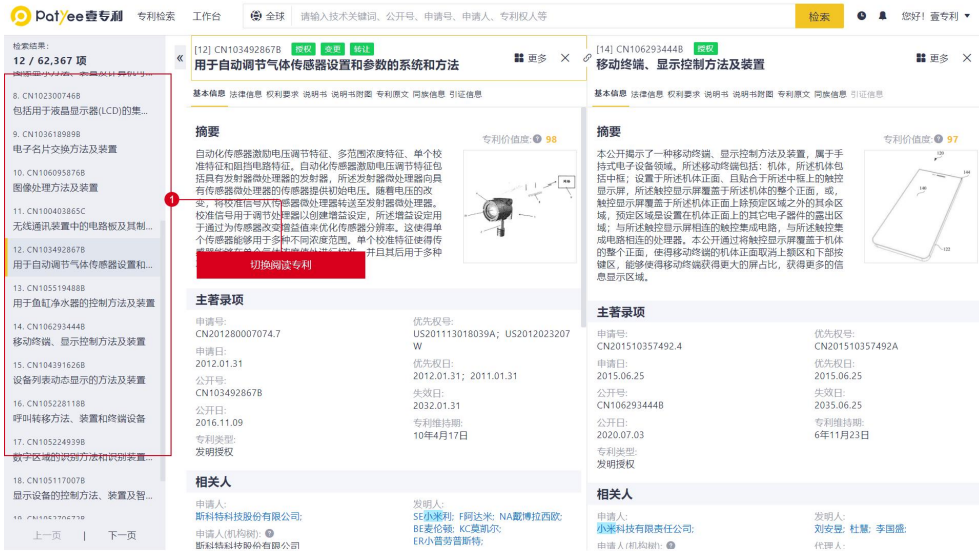 PatYee壹专利 专利检索 工作台 全球 请输入技术关键词、公开号、申请号、申请人、专利权人等 检索 您好！壹专利
检索结果:
12 / 62,367 项
8. CN102300746B
包括用于液晶显示器(LCD)的集...
9. CN103618989B
电子名片交换方法及装置
10. CN106095876B
图像处理方法及装置
11. CN100403865C
无线通讯装置中的电路板及其制...
12. CN103492867B
用于自动调节气体传感器设置和...
13. CN105519488B
用于鱼缸净水器的控制方法及装置
14. CN106293444B
移动终端、显示控制方法及装置
15. CN104391626B
设备列表动态显示的方法及装置
16. CN105228118B
呼叫转移方法、装置和终端设备
17. CN105224939B
数字区域的识别方法和识别装置...
18. CN105117007B
显示设备的控制方法、装置及智...
上一页 | 下一页
1
切换阅读专利
[12] CN103492867B 授权 变更 转让
用于自动调节气体传感器设置和参数的系统和方法
更多
基本信息 法律信息 权利要求 说明书 说明书附图 专利原文 同族信息 引证信息
摘要
专利价值度: 98
自动化传感器激励电压调节特征、多范围浓度特征、单个校
准特征和阻挡电路特征。自动化传感器激励电压调节特征包
括具有发射器微处理器的发射器，所述发射器微处理器向具
有传感器微处理器的传感器提供初始电压。随着电压的改
变，将校准信号从传感器微处理器转送至发射器微处理器。
校准信号用于调节处理器以创建增益设定，所述增益设定用
于通过为传感器改变增益值来优化传感器分辨率。这使得单
个传感器能够用于多种不同浓度范围。单个校准特征使得传
并且其后用于多种
主著录项
申请号:
CN201280007074.7
申请日:
2012.01.31
公开号:
CN103492867B
公开日:
2016.11.09
专利类型:
发明授权
优先权号:
US201113018039A; US2012023207
W
优先权日:
2012.01.31; 2011.01.31
失效日:
2032.01.31
专利维持期:
10年4月17日
相关人
申请人:
斯科特科技股份有限公司;
申请人(机构树):
斯科特科技股份有限公司
发明人:
SE小米利; F阿达米; NA戴博拉西欧;
BE麦伦顿; KC莫凯尔;
ER小普劳普斯特;
[14] CN106293444B 授权
移动终端、显示控制方法及装置
更多
基本信息 法律信息 权利要求 说明书 说明书附图 专利原文 同族信息 引证信息
摘要
专利价值度: 97
本公开揭示了一种移动终端、显示控制方法及装置，属于手
持式电子设备领域。所述移动终端包括：机体，所述机体包
括中框；设置于所述机体正面、且贴合于所述中框上的触控
显示屏，所述触控显示屏覆盖于所述机体的整个正面，或，
触控显示屏覆盖于所述机体正面上除预定区域之外的其余区
域，预定区域是设置在机体正面上的其它电子器件的露出区
域；与所述触控显示屏相连的触控集成电路，与所述触控集
成电路相连的处理器。本公开通过将触控显示屏覆盖于机体
的整个正面，使得移动终端的机体正面取消上额区和下部按
键区，能够使得移动终端获得更大的屏占比，获得更多的信
息显示区域。
120
144
140
122
主著录项
申请号:
CN201510357492.4
申请日:
2015.06.25
公开号:
CN106293444B
公开日:
2020.07.03
专利类型:
发明授权
优先权号:
CN201510357492A
优先权日:
2015.06.25
失效日:
2035.06.25
专利维持期:
6年11月23日
相关人
申请人:
小米科技有限责任公司;
申请人(机构树):
发明人:
刘安昱; 杜慧; 李国盛;
代理人: